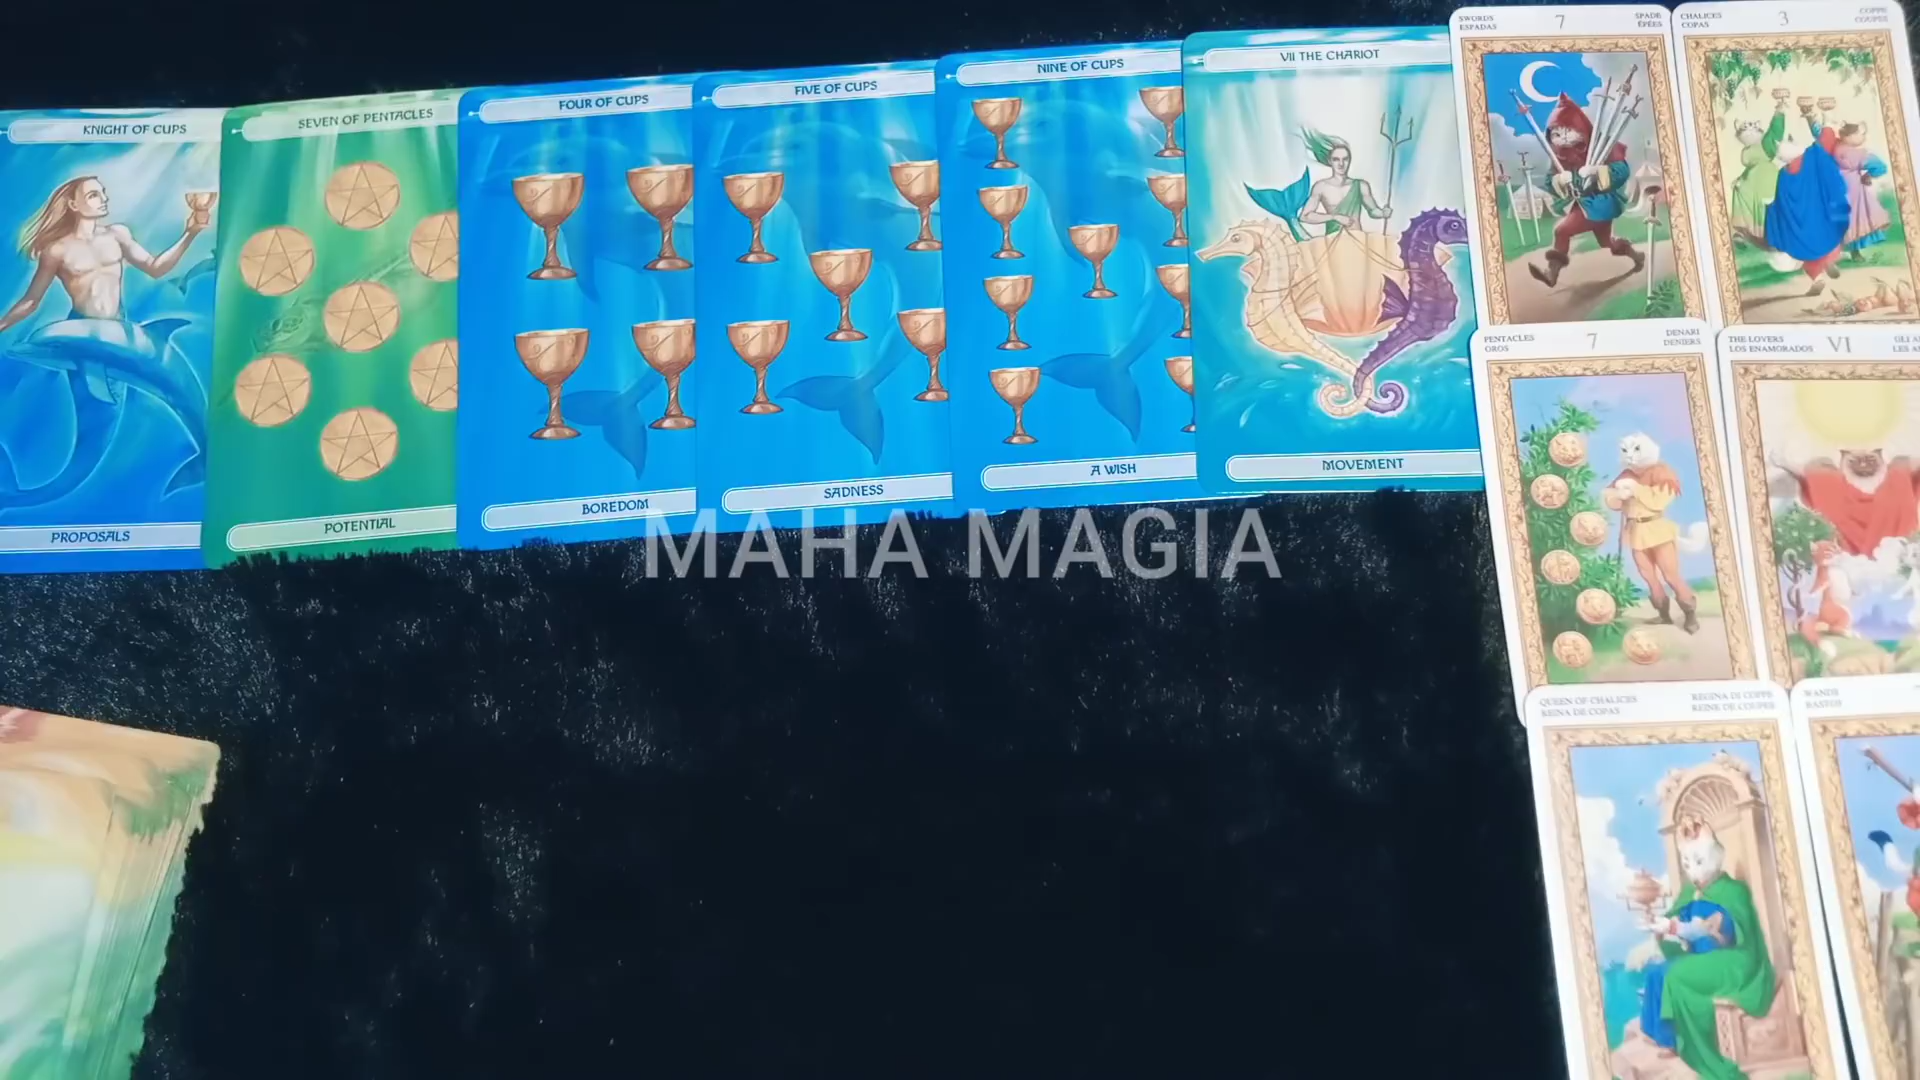 KNIGHT OF CUPS
PROPOSALS
SEVEN OF PENTACLES
POTENTIAL
FOUR OF CUPS
BOREDOM
FIVE OF CUPS
SADNESS
NINE OF CUPS
A WISH
VII THE CHARIOT
MOVEMENT
SWORDS
ESPADAS
7
SPADE
ÉPÉES
CHALICES
COPAS
3
COPPE
COUPES
PENTACLES
OROS
7
DENARI
DENIERS
THE LOVERS
LOS ENAMORADOS
VI
QUEEN OF CHALICES
REINA DE COPAS
REGINA DI COPPE
REINE DE COUPES
WANDS
BASTOS
MAHA MAGIA